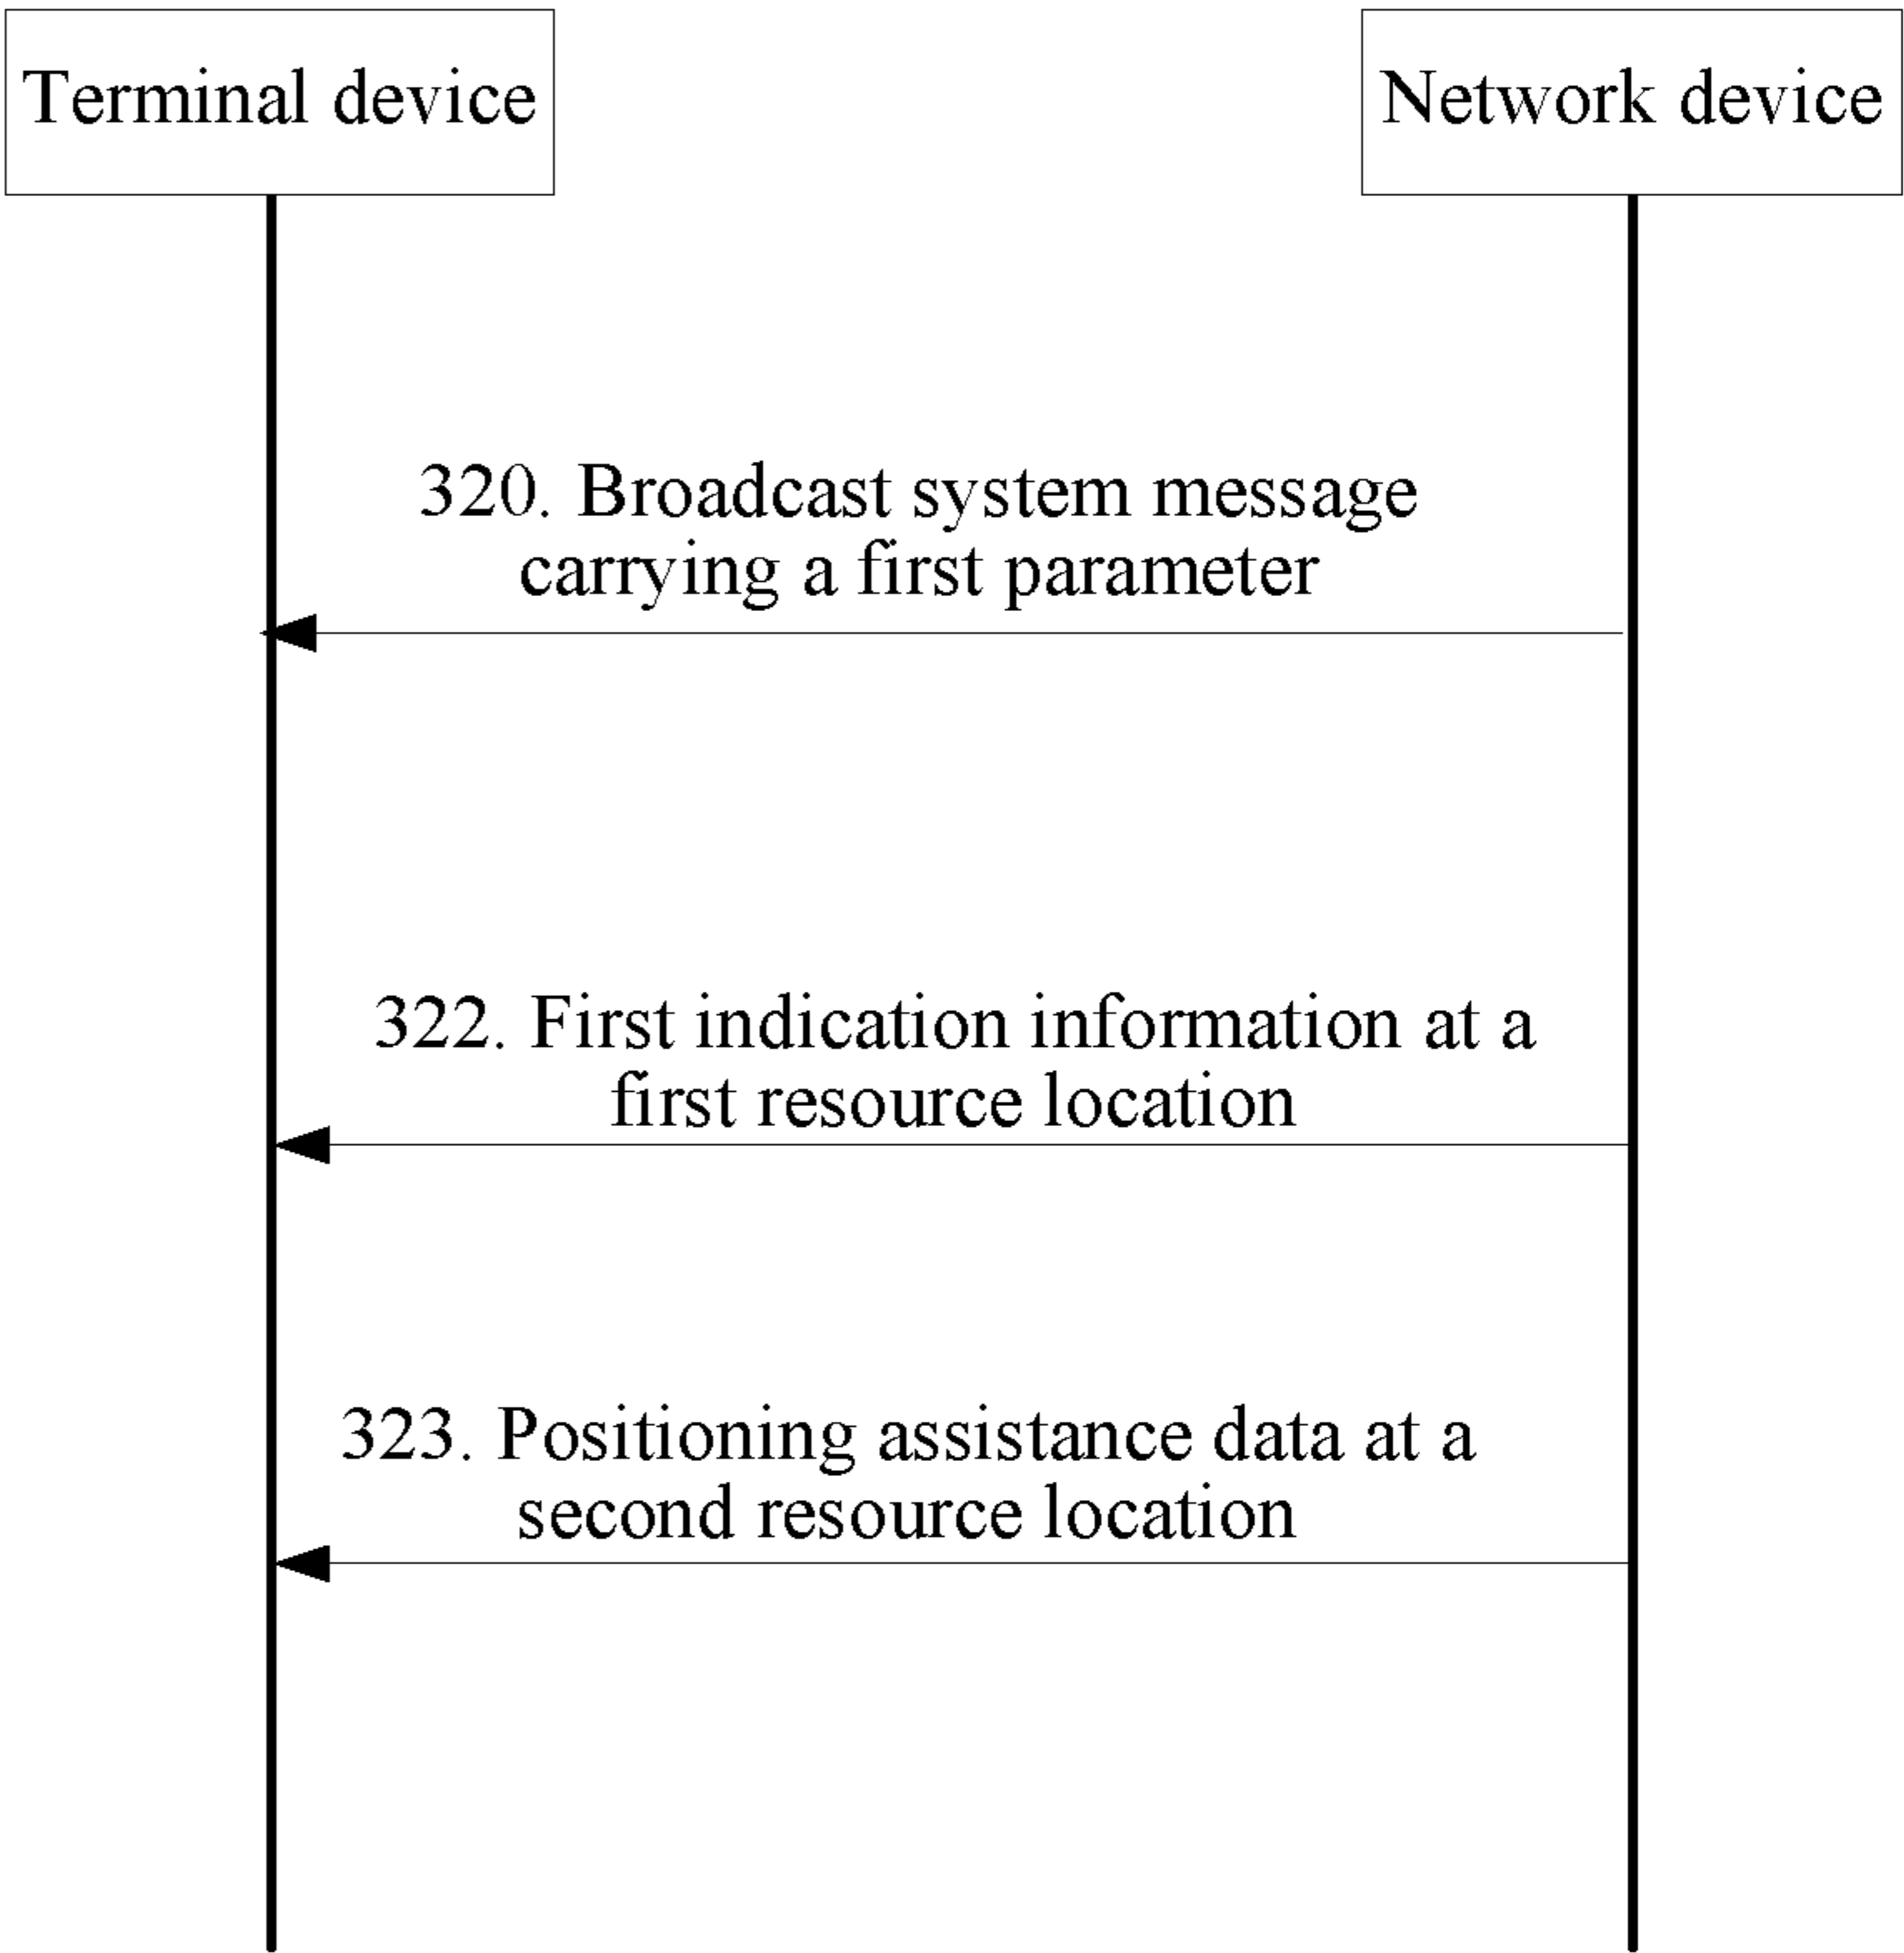 Terminal device
Network device
320. Broadcast system message
carrying a first parameter
322. First indication information at a
first resource location
323. Positioning assistance data at a
second resource location